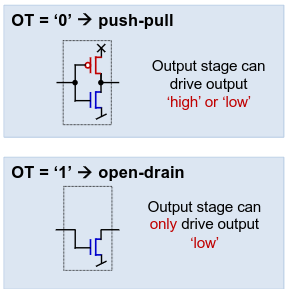 OT = ‘0’ → push-pull
Output stage can
drive output
‘high’ or ‘low’
OT = ‘1’ → open-drain
Output stage can
only drive output
‘low’